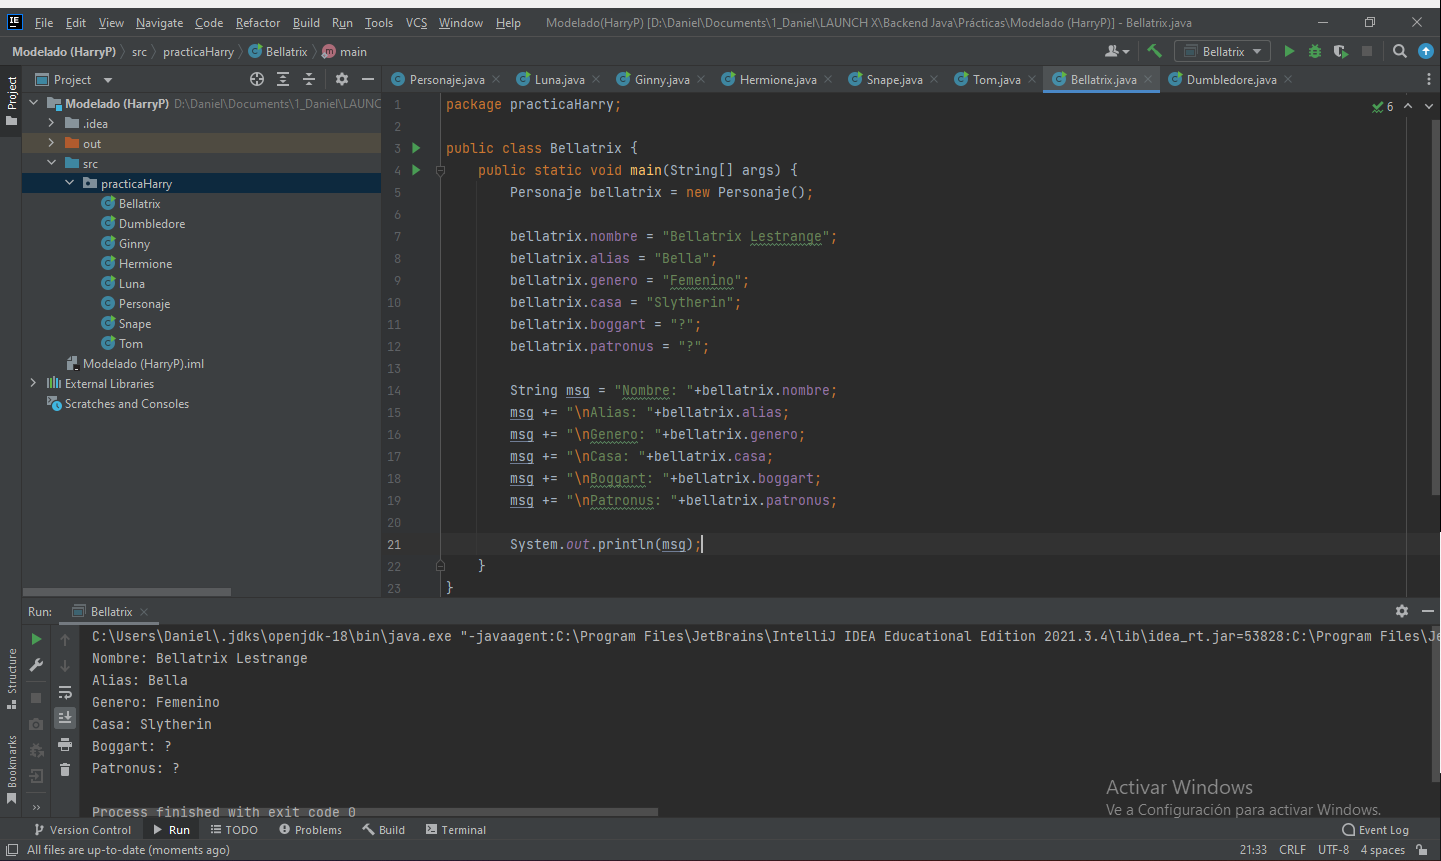 File Edit View Navigate Code Refactor Build Run Tools VCS Window Help Modelado(HarryP) [D:\Daniel\Documents\1_Daniel\LAUNCH X\Backend Java\Prácticas\Modelado (HarryP)] - Bellatrix.java
Modelado (HarryP) src practicaHarry Bellatrix main Bellatrix
Project
Project
Personaje.java Luna.java Ginny.java Hermione.java Snape.java Tom.java Bellatrix.java Dumbledore.java
Modelado (HarryP) D:\Daniel\Documents\1_Daniel\LAUNC
.idea
out
src
practicaHarry
Bellatrix
Dumbledore
Ginny
Hermione
Luna
Personaje
Snape
Tom
Modelado (HarryP).iml
External Libraries
Scratches and Consoles
6
1 package practicaHarry;
2
3 public class Bellatrix {
4 public static void main(String[] args) {
5 Personaje bellatrix = new Personaje();
6
7 bellatrix.nombre = "Bellatrix Lestrange";
8 bellatrix.alias = "Bella";
9 bellatrix.genero = "Femenino";
10 bellatrix.casa = "Slytherin";
11 bellatrix.boggart = "?";
12 bellatrix.patronus = "?";
13
14 String msg = "Nombre: "+bellatrix.nombre;
15 msg += "\nAlias: "+bellatrix.alias;
16 msg += "\nGenero: "+bellatrix.genero;
17 msg += "\nCasa: "+bellatrix.casa;
18 msg += "\nBoggart: "+bellatrix.boggart;
19 msg += "\nPatronus: "+bellatrix.patronus;
20
21 System.out.println(msg);
22 }
23 }
Run: Bellatrix
C:\Users\Daniel\.jdks\openjdk-18\bin\java.exe "-javaagent:C:\Program Files\JetBrains\IntelliJ IDEA Educational Edition 2021.3.4\lib\idea_rt.jar=53828:C:\Program Files\Je
Nombre: Bellatrix Lestrange
Alias: Bella
Genero: Femenino
Casa: Slytherin
Boggart: ?
Patronus: ?
Process finished with exit code 0
Structure
Bookmarks
Activar Windows
Ve a Configuración para activar Windows.
Version Control Run TODO Problems Build Terminal Event Log
All files are up-to-date (moments ago) 21:33 CRLF UTF-8 4 spaces